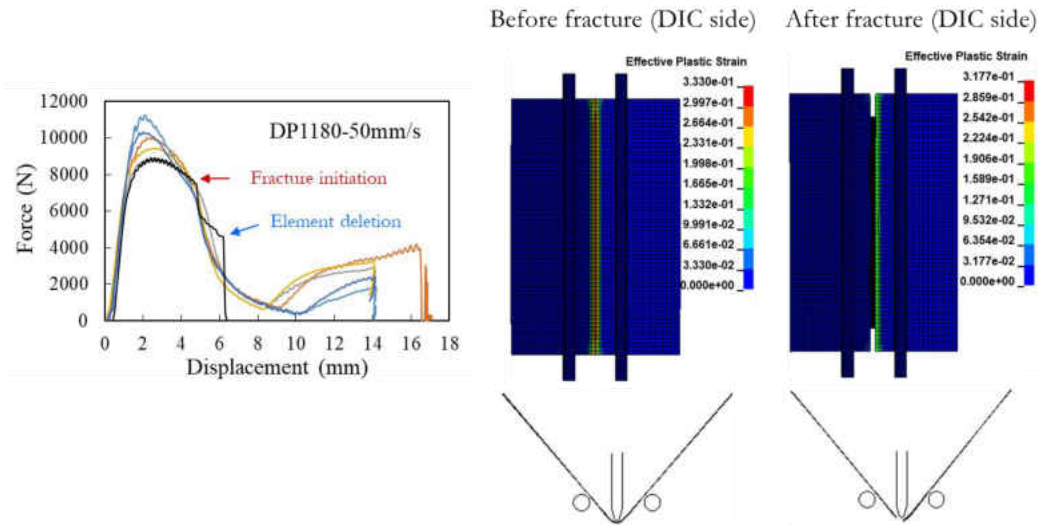 Before fracture (DIC side)
After fracture (DIC side)
Effective Plastic Strain
3.330e-01
2.997e-01
2.664e-01
2.331e-01
1.998e-01
1.665e-01
1.332e-01
9.991e-02
6.661e-02
3.330e-02
0.000e+00
Effective Plastic Strain
3.177e-01
2.859e-01
2.542e-01
2.224e-01
1.906e-01
1.589e-01
1.271e-01
9.532e-02
6.354e-02
3.177e-02
0.000e+00
Force (N)
12000
10000
8000
6000
4000
2000
0
DP1180-50mm/s
Fracture initiation
Element deletion
0 2 4 6 8 10 12 14 16 18
Displacement (mm)